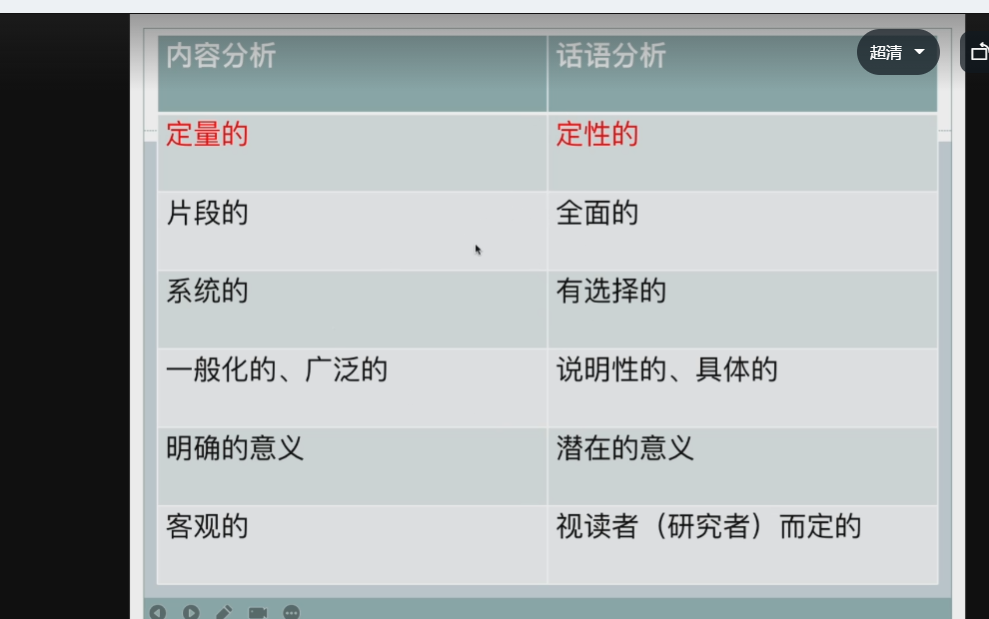 内容分析 话语分析
超清
定量的 定性的
片段的 全面的
系统的 有选择的
一般化的、广泛的 说明性的、具体的
明确的意义 潜在的意义
客观的 视读者（研究者）而定的